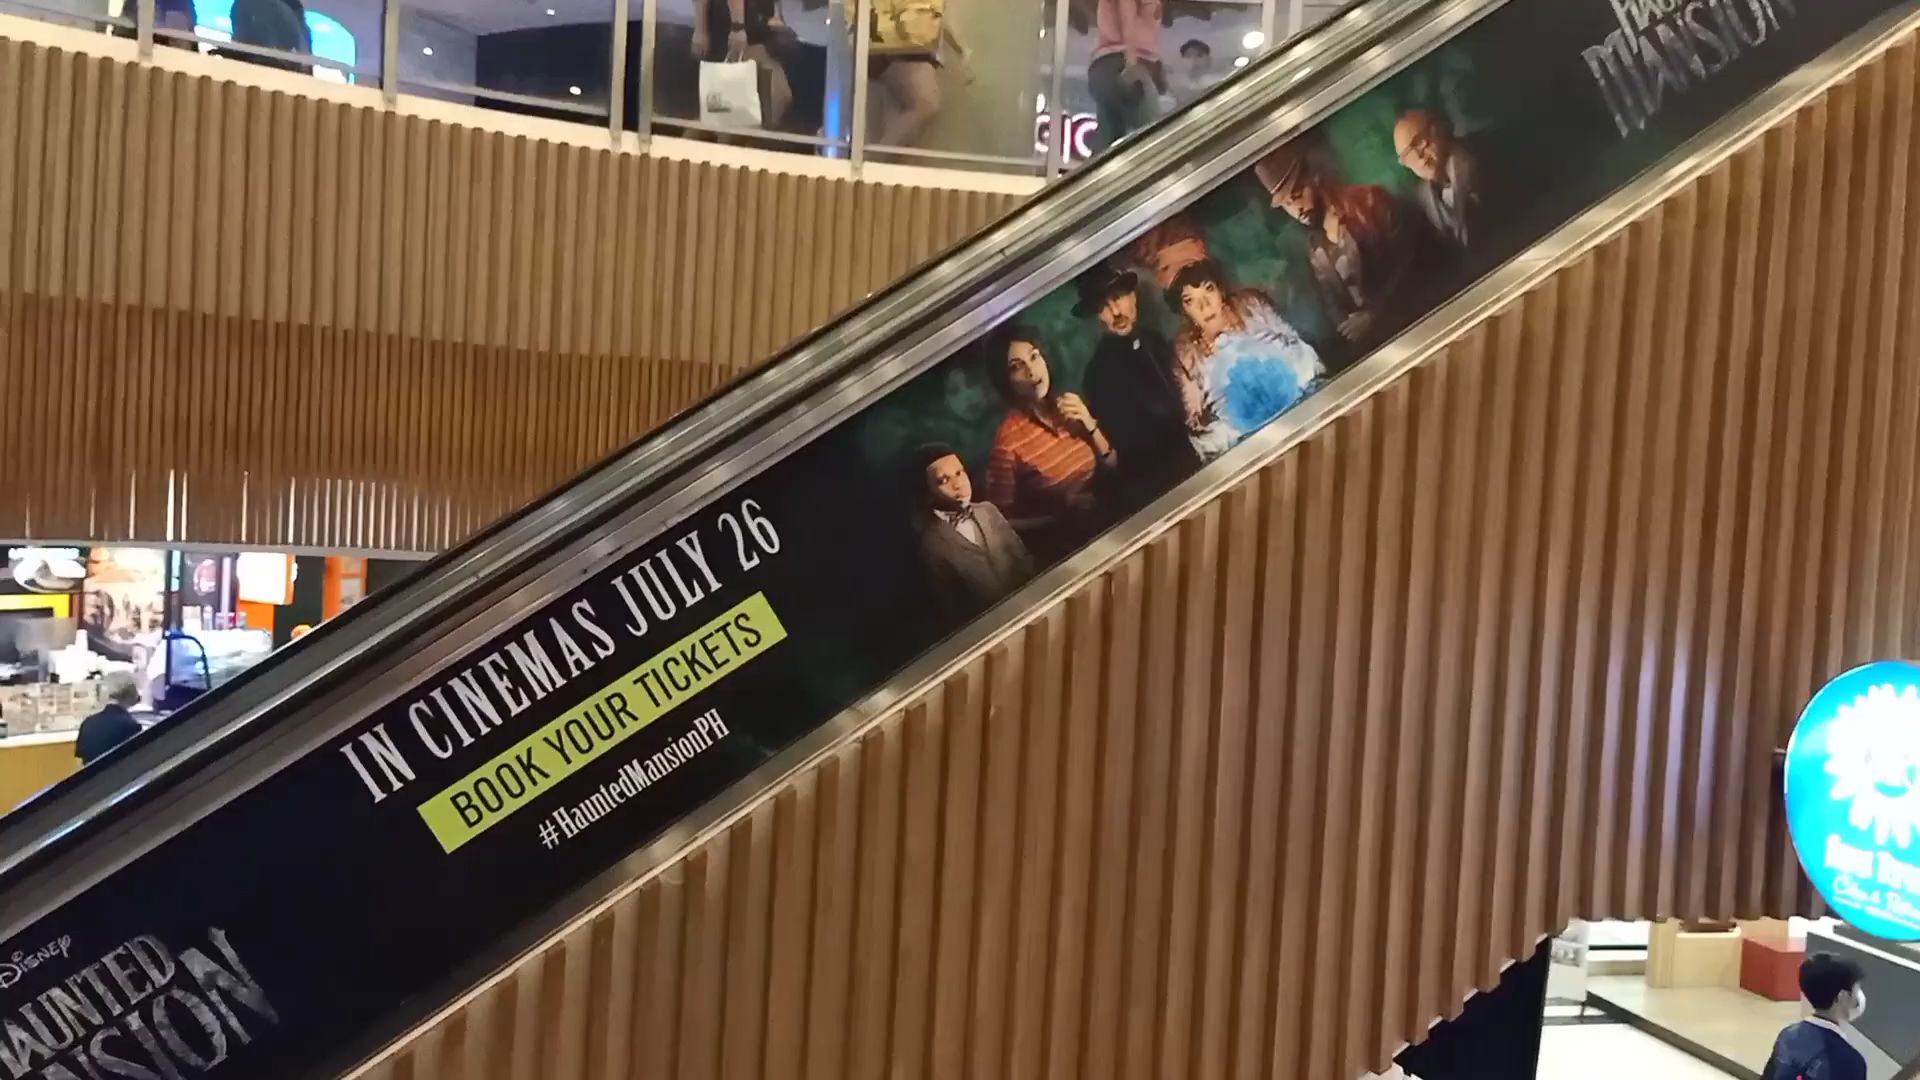 IN CINEMAS JULY 26
BOOK YOUR TICKETS
#HauntedMansionPH
DISNEY
HAUNTED
MANSION
MANSION